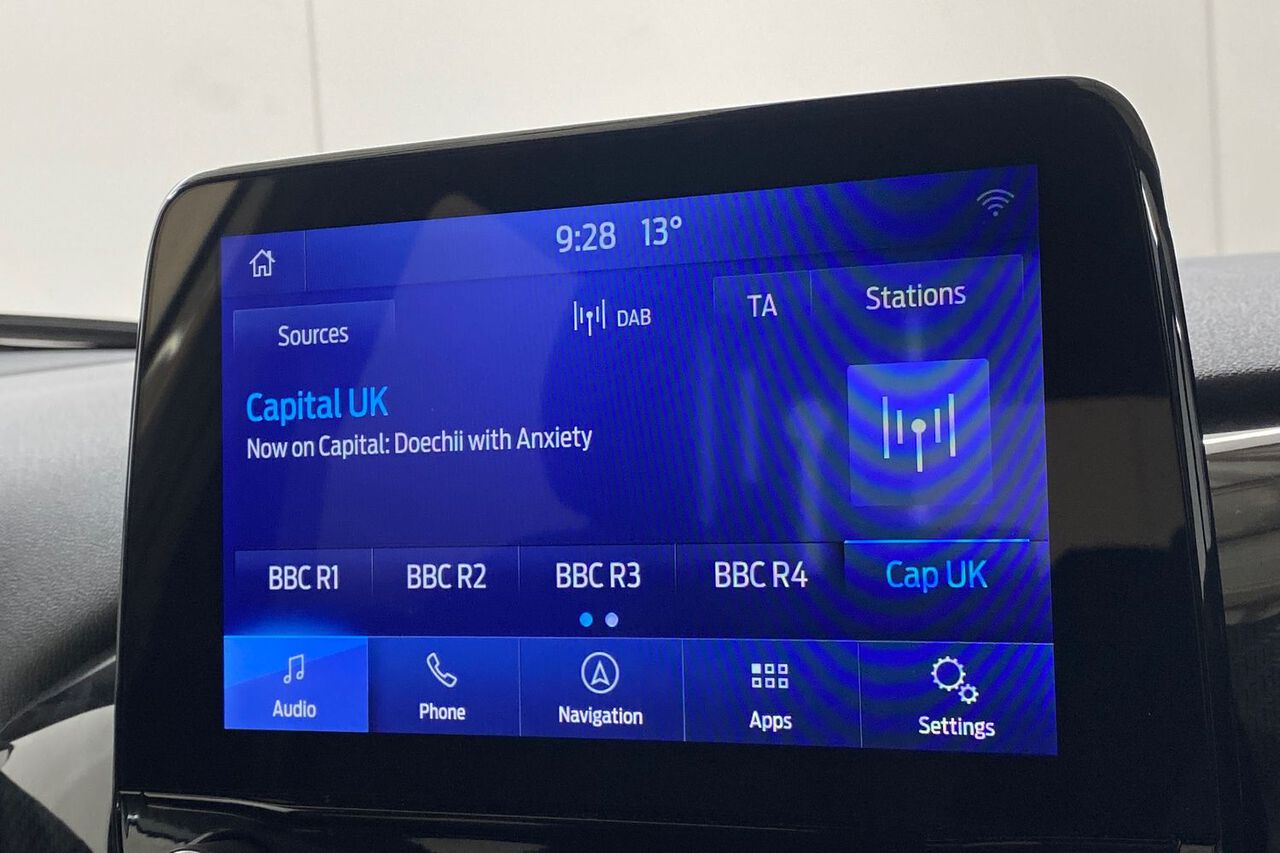 9:28 13°
Sources DAB TA Stations
Capital UK
Now on Capital: Doechii with Anxiety
BBC R1 BBC R2 BBC R3 BBC R4 Cap UK
Audio Phone Navigation Apps Settings